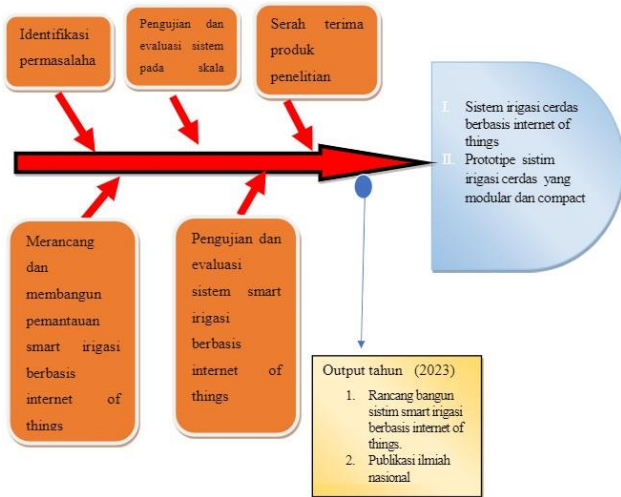 Identifikasi
permasalaha
Pengujian dan
evaluasi sistem
pada skala
Serah terima
produk
penelitian
I. Sistem irigasi cerdas
berbasis internet of
things
II. Prototipe sistim
irigasi cerdas yang
modular dan compact
Merancang
dan
membangun
pemantauan
smart irigasi
berbasis
internet of
things
Pengujian dan
evaluasi
sistem smart
irigasi
berbasis
internet of
things
Output tahun (2023)
1. Rancang bangun
sistim smart irigasi
berbasis internet of
things.
2. Publikasi ilmiah
nasional